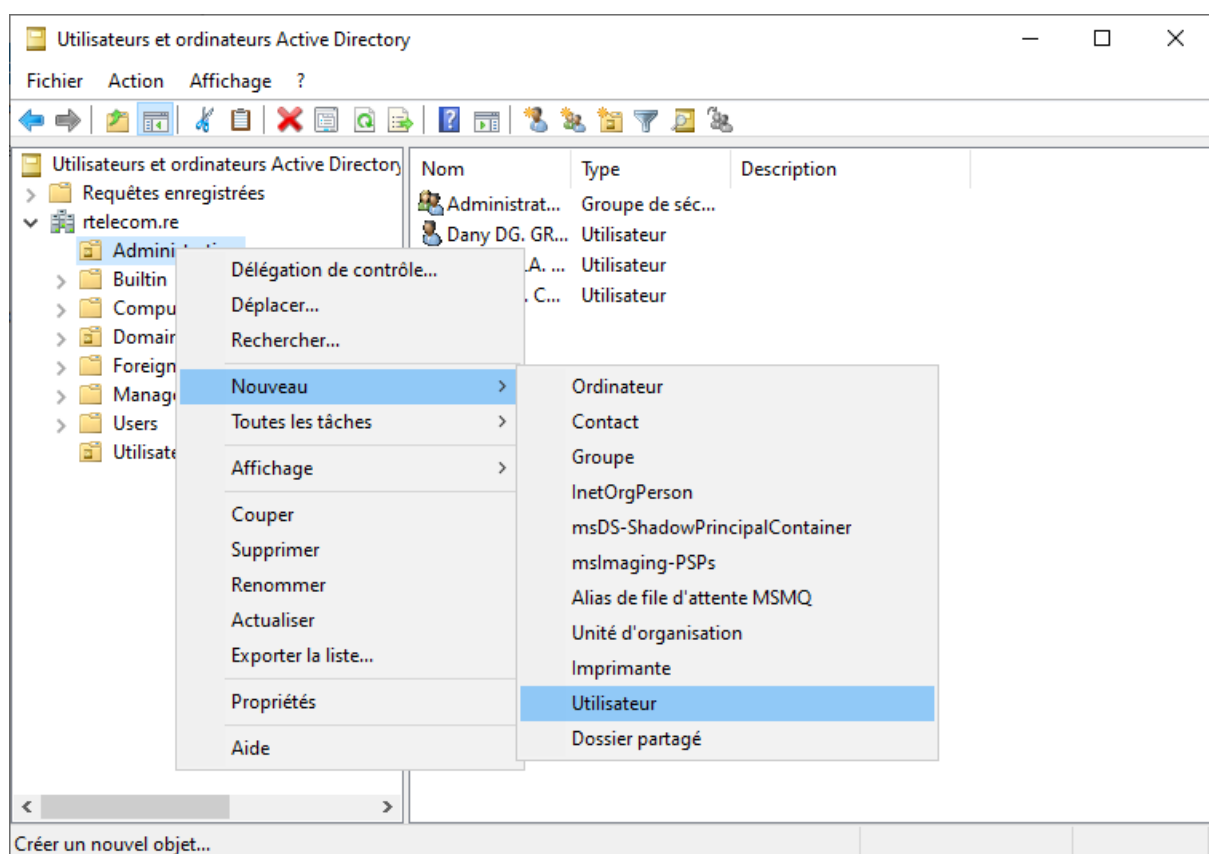 Utilisateurs et ordinateurs Active Directory
Fichier Action Affichage ?
Utilisateurs et ordinateurs Active Directory
Requêtes enregistrées
rtelecom.re
Builtin
Users
Nom Type Description
Administrat... Groupe de séc...
Dany DG. GR... Utilisateur
.A. ... Utilisateur
. C... Utilisateur
Délégation de contrôle...
Déplacer...
Rechercher...
Nouveau
Toutes les tâches
Affichage
Couper
Supprimer
Renommer
Actualiser
Exporter la liste...
Propriétés
Aide
Ordinateur
Contact
Groupe
InetOrgPerson
msDS-ShadowPrincipalContainer
msImaging-PSPs
Alias de file d'attente MSMQ
Unité d'organisation
Imprimante
Utilisateur
Dossier partagé
Créer un nouvel objet...